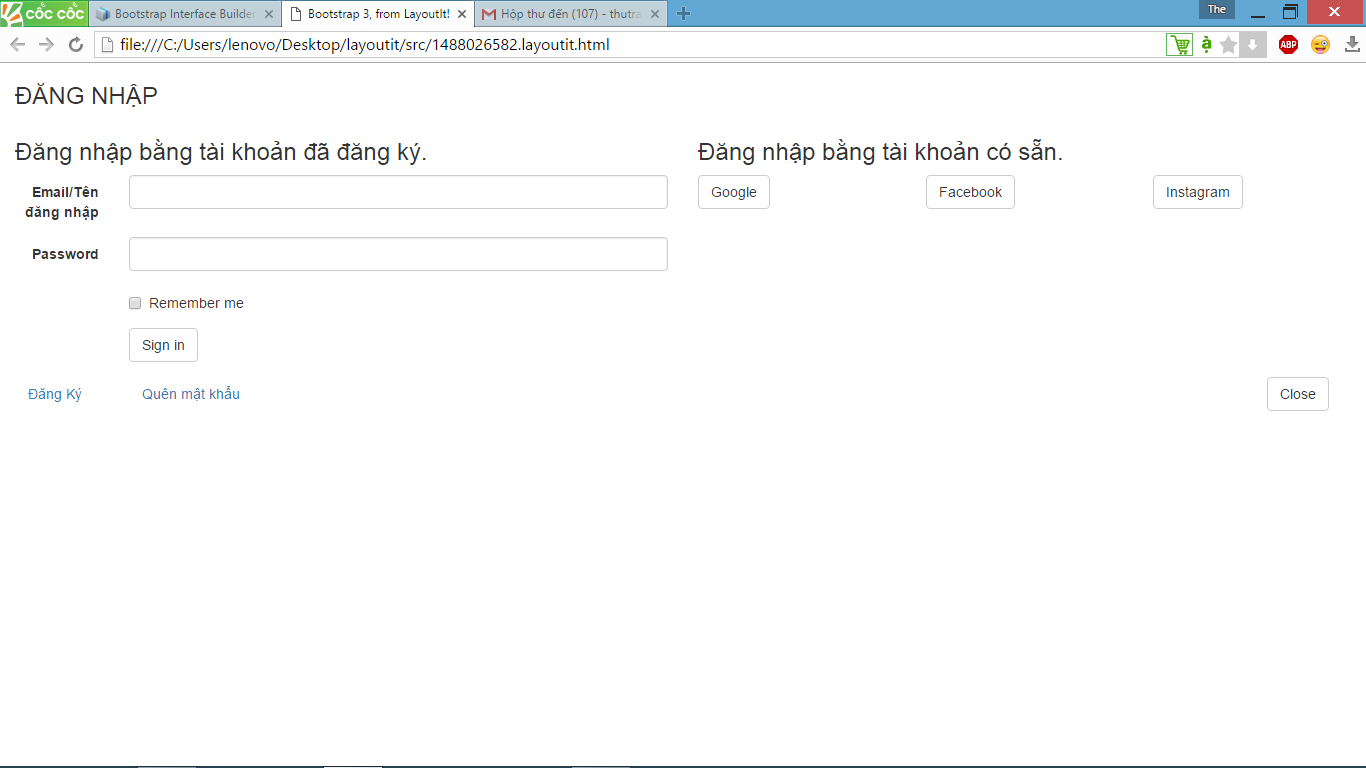 CỐC CỐC
Bootstrap Interface Builder
Bootstrap 3, from LayoutIt!
Hộp thư đến (107) - thutra
The
file:///C:/Users/lenovo/Desktop/layoutit/src/1488026582.layoutit.html
ABP
ĐĂNG NHẬP
Đăng nhập bằng tài khoản đã đăng ký.
Đăng nhập bằng tài khoản có sẵn.
Email/Tên
đăng nhập
Google
Facebook
Instagram
Password
Remember me
Sign in
Đăng Ký
Quên mật khẩu
Close